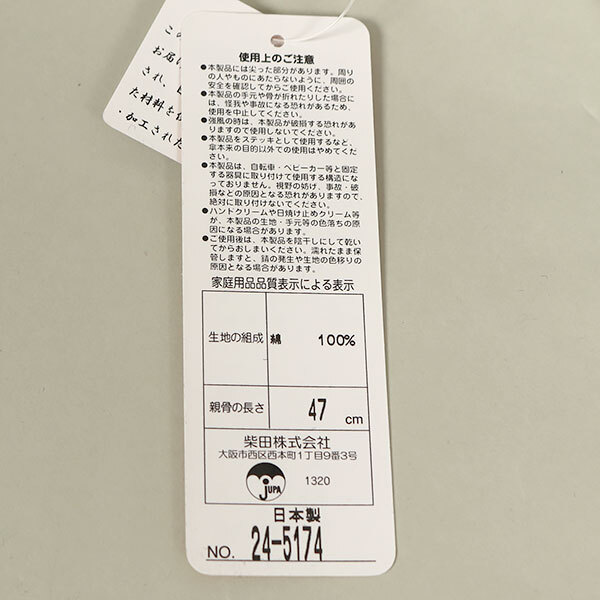 この
お届け
され、
た材料を
・加工された
使用上のご注意
●本製品には尖った部分があります。周り
の人やものにあたらないように、周囲の
安全を確認してからご使用ください。
●本製品の手元や骨が折れたりした場合に
は、怪我や事故になる恐れがあるため、
使用を中止してください。
●強風の時は、本製品が破損する恐れがあ
りますので使用しないでください。
●本製品をステッキとして使用するなど、
傘本来の目的以外での使用はやめてくだ
さい。
●本製品は、自転車・ベビーカー等と固定
する器具に取り付けて使用する構造にな
っておりません。視野の妨げ、事故・破
損などの原因となる恐れがありますので、
絶対に取り付けないでください。
●ハンドクリームや日焼け止めクリーム等
が、本製品の生地・手元等の色落ちの原
因になる場合があります。
●ご使用後は、本製品を陰干しにして乾い
てからおしまいください。濡れたまま保
管しますと、錆の発生や生地の色移りの
原因となる場合があります。
家庭用品品質表示による表示
生地の組成 綿 100%
親骨の長さ 47 cm
柴田株式会社
大阪市西区西本町1丁目9番3号
JUPA 1320
日本製
NO. 24-5174